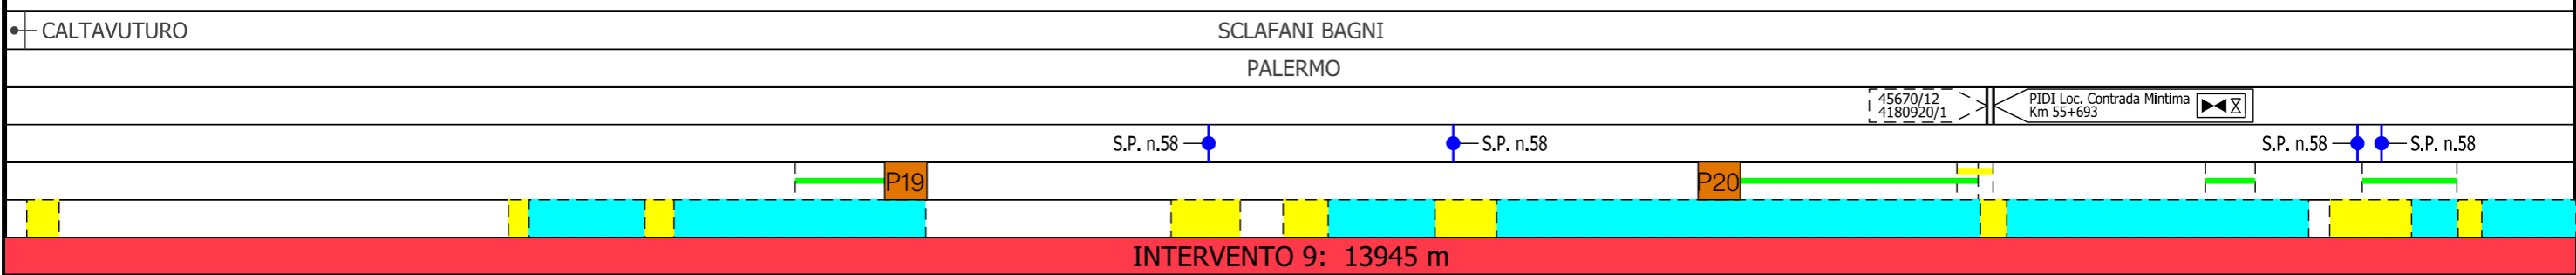 CALTAVUTURO SCLAFANI BAGNI
PALERMO
45670/12
4180920/1
PIDI Loc. Contrada Mintima
Km 55+693
S.P. n.58 S.P. n.58 S.P. n.58 S.P. n.58
P19 P20
INTERVENTO 9: 13945 m